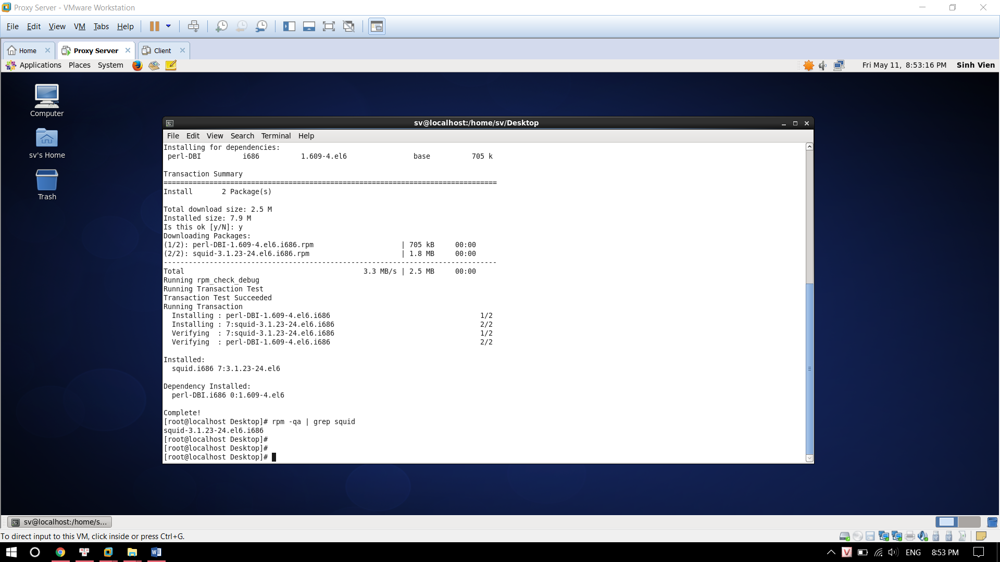 Proxy Server - VMware Workstation
File Edit View VM Tabs Help
Home Proxy Server Client
Applications Places System Fri May 11, 8:53:16 PM Sinh Vien
Computer
sv's Home
Trash
sv@localhost:/home/sv/Desktop
File Edit View Search Terminal Help
Installing for dependencies:
perl-DBI i686 1.609-4.el6 base 705 k
Transaction Summary
================================================================================
Install 2 Package(s)
Total download size: 2.5 M
Installed size: 7.9 M
Is this ok [y/N]: y
Downloading Packages:
(1/2): perl-DBI-1.609-4.el6.i686.rpm | 705 kB 00:00
(2/2): squid-3.1.23-24.el6.i686.rpm | 1.8 MB 00:00
--------------------------------------------------------------------------------
Total 3.3 MB/s | 2.5 MB 00:00
Running rpm_check_debug
Running Transaction Test
Transaction Test Succeeded
Running Transaction
Installing : perl-DBI-1.609-4.el6.i686 1/2
Installing : 7:squid-3.1.23-24.el6.i686 2/2
Verifying : 7:squid-3.1.23-24.el6.i686 1/2
Verifying : perl-DBI-1.609-4.el6.i686 2/2
Installed:
squid.i686 7:3.1.23-24.el6
Dependency Installed:
perl-DBI.i686 0:1.609-4.el6
Complete!
[root@localhost Desktop]# rpm -qa | grep squid
squid-3.1.23-24.el6.i686
[root@localhost Desktop]#
[root@localhost Desktop]#
[root@localhost Desktop]#
sv@localhost:/home/s...
To direct input to this VM, click inside or press Ctrl+G.
V ENG 8:53 PM